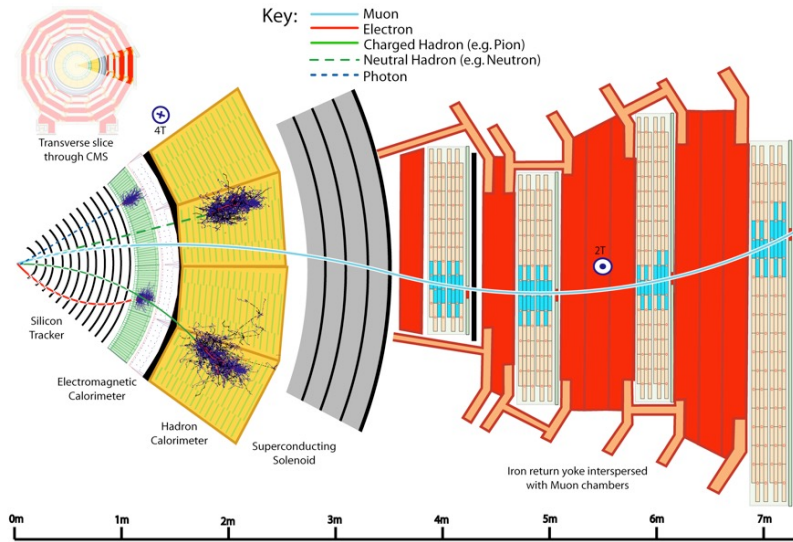 Key:
Muon
Electron
Charged Hadron (e.g. Pion)
Neutral Hadron (e.g. Neutron)
Photon
Transverse slice
through CMS
4T
2T
Silicon
Tracker
Electromagnetic
Calorimeter
Hadron
Calorimeter
Superconducting
Solenoid
Iron return yoke interspersed
with Muon chambers
0m 1m 2m 3m 4m 5m 6m 7m